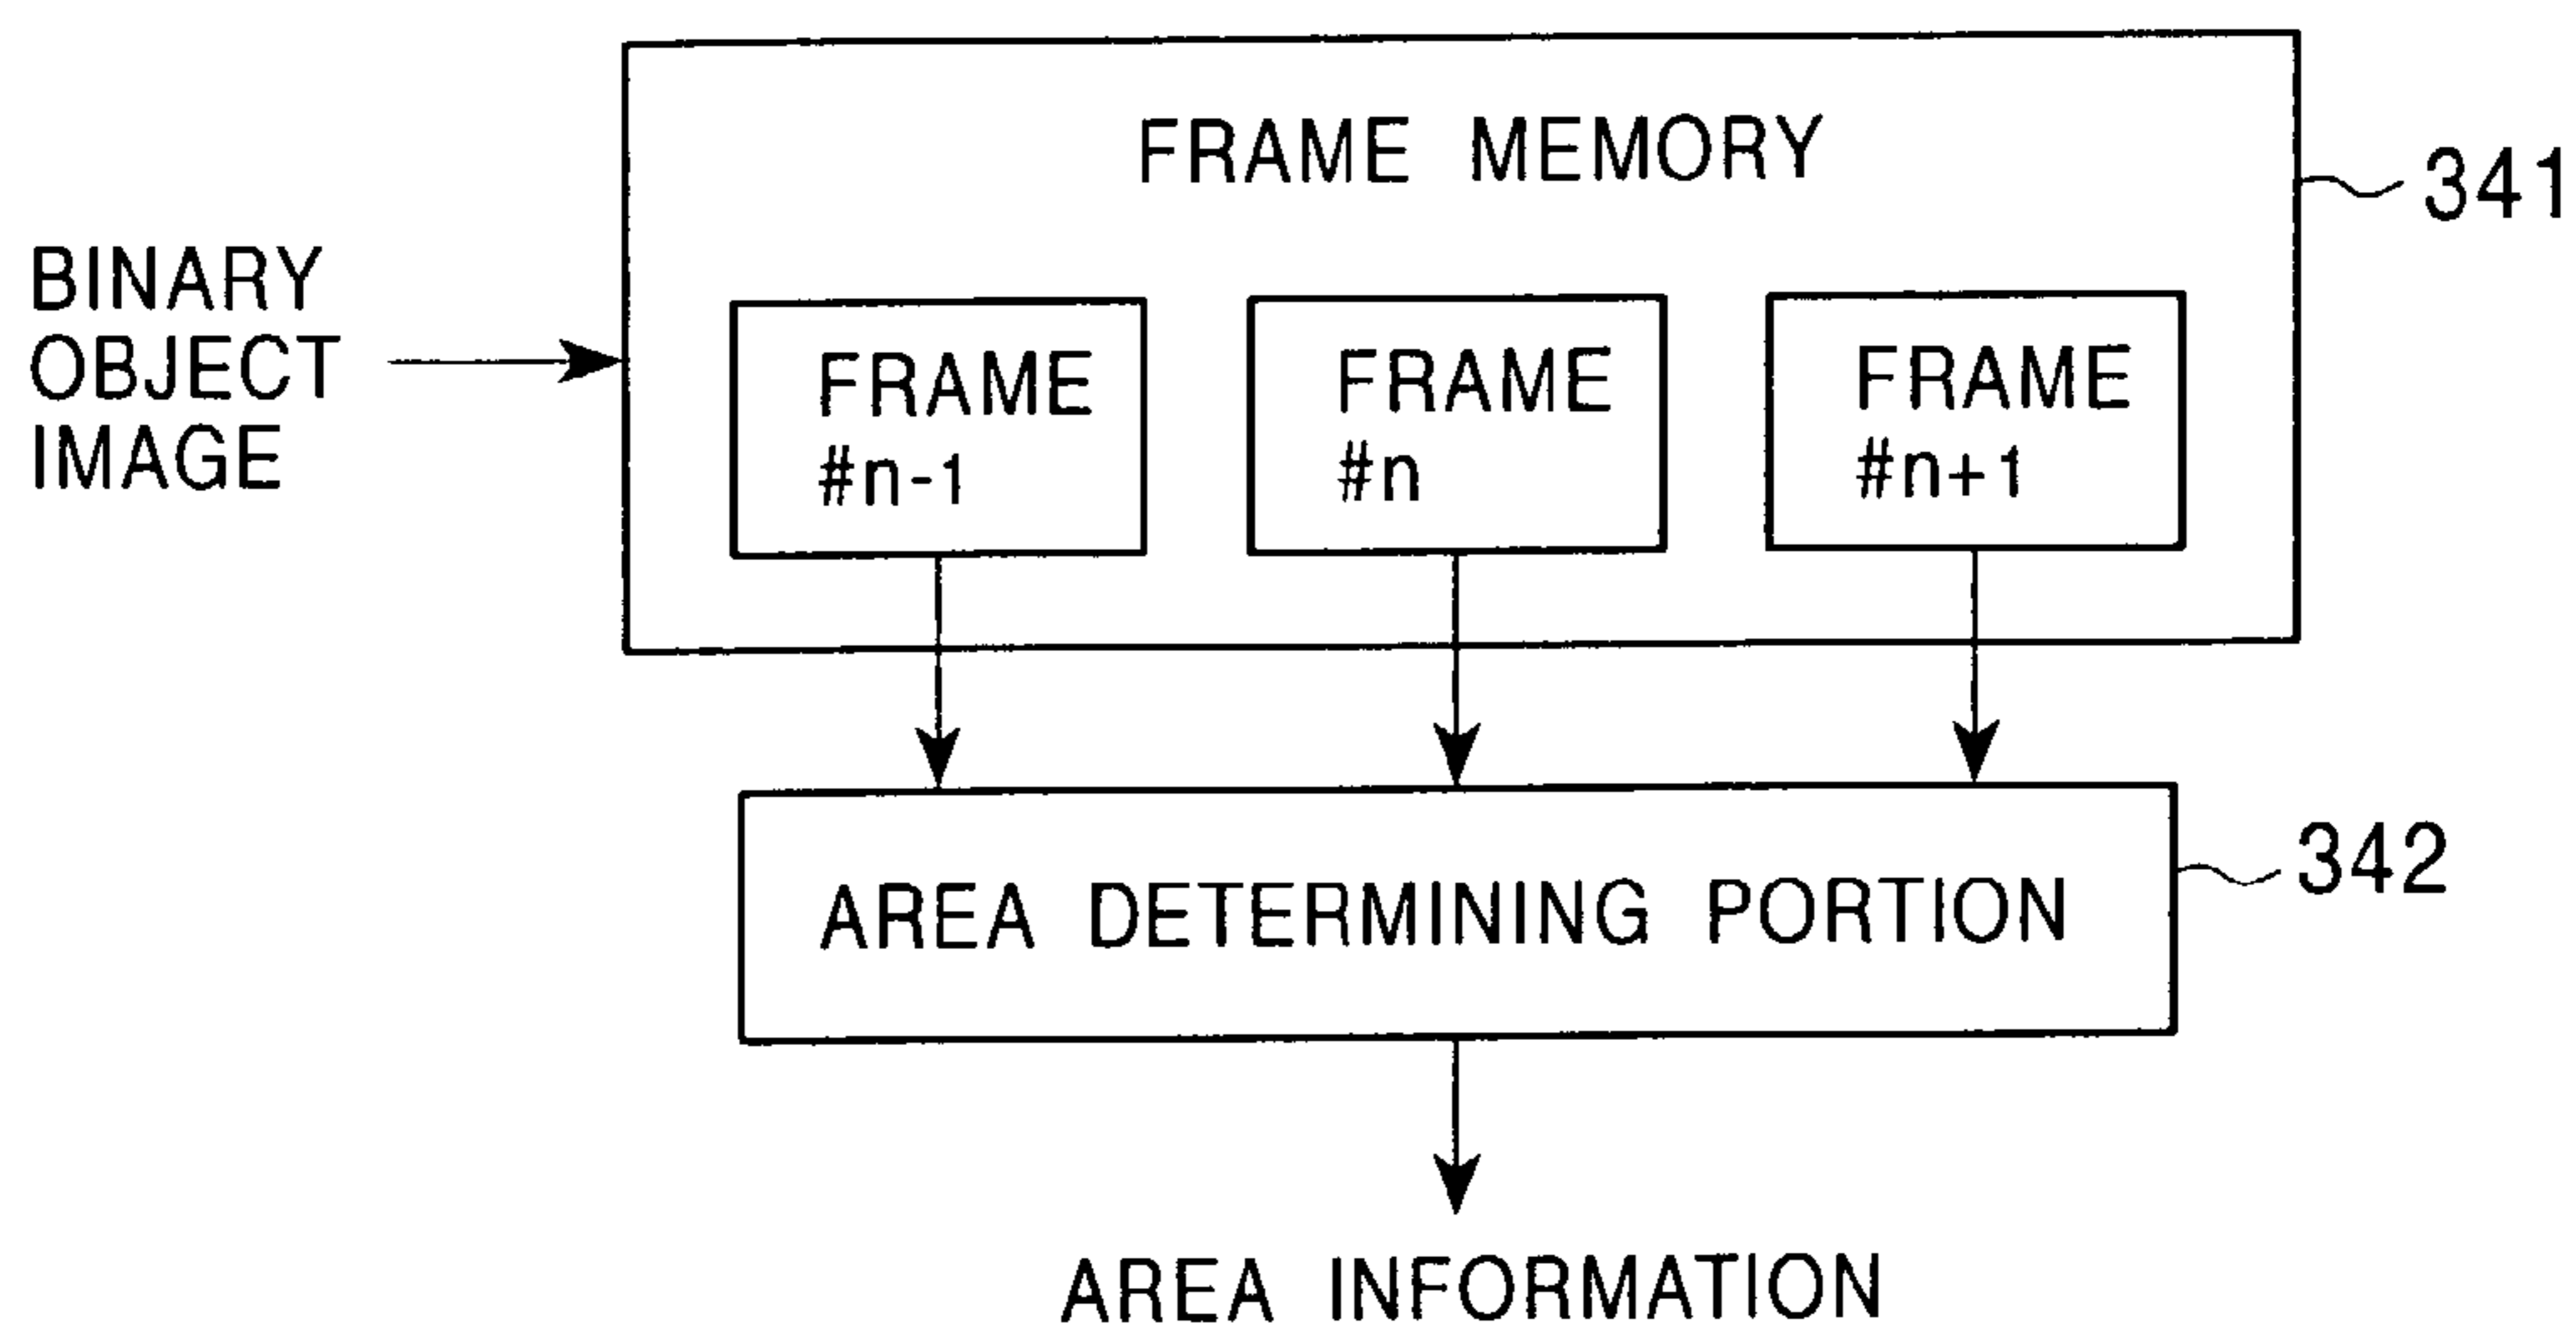 FRAME MEMORY
341
BINARY
OBJECT
IMAGE
FRAME
#n-1
FRAME
#n
FRAME
#n+1
AREA DETERMINING PORTION
342
AREA INFORMATION